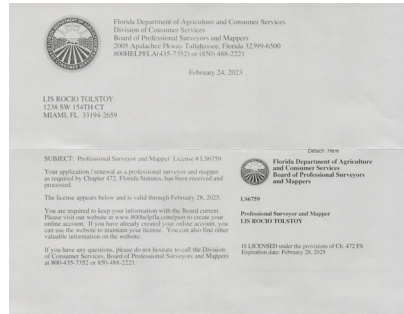 Florida Department of Agriculture and Consumer Services
Division of Consumer Services
Board of Professional Surveyors and Mappers
2005 Apalachee Pkway Tallahassee, Florida 32399-6500
800HELPFLA(435-7352) or (850) 488-2221
February 24, 2023
LIS ROCIO TOLSTOY
1238 SW 154TH CT
MIAMI, FL 33194-2659
SUBJECT: Professional Surveyor and Mapper License # LS6759
Your application / renewal as a professional surveyor and mapper
as required by Chapter 472, Florida Statutes, has been received and
processed.
The license appears below and is valid through February 28, 2025.
You are required to keep your information with the Board current.
Please visit our website at www.800helpfla.com/psm to create your
online account. If you have already created your online account, you
can use the website to maintain your license. You can also find other
valuable information on the website.
If you have any questions, please do not hesitate to call the Division
of Consumer Services, Board of Professional Surveyors and Mappers
at 800-435-7352 or 850-488-2221.
Detach Here
Florida Department of Agriculture
and Consumer Services
Board of Professional Surveyors
and Mappers
LS6759
Professional Surveyor and Mapper
LIS ROCIO TOLSTOY
IS LICENSED under the provisions of Ch. 472 FS
Expiration date: February 28, 2025